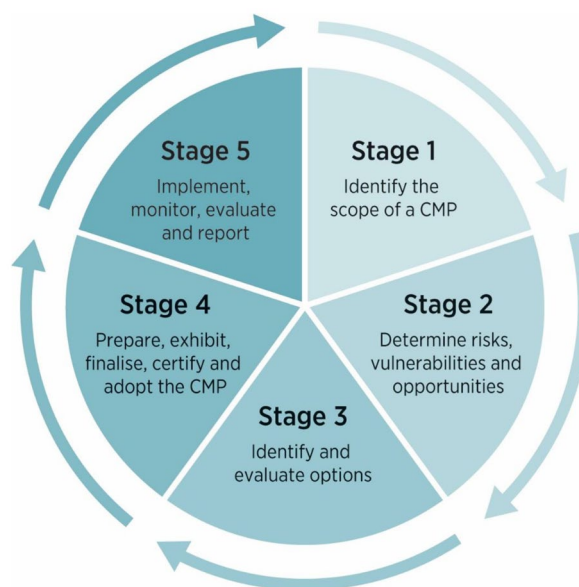 Stage 1
Identify the
scope of a CMP
Stage 2
Determine risks,
vulnerabilities and
opportunities
Stage 3
Identify and
evaluate options
Stage 4
Prepare, exhibit,
finalise, certify and
adopt the CMP
Stage 5
Implement,
monitor, evaluate
and report